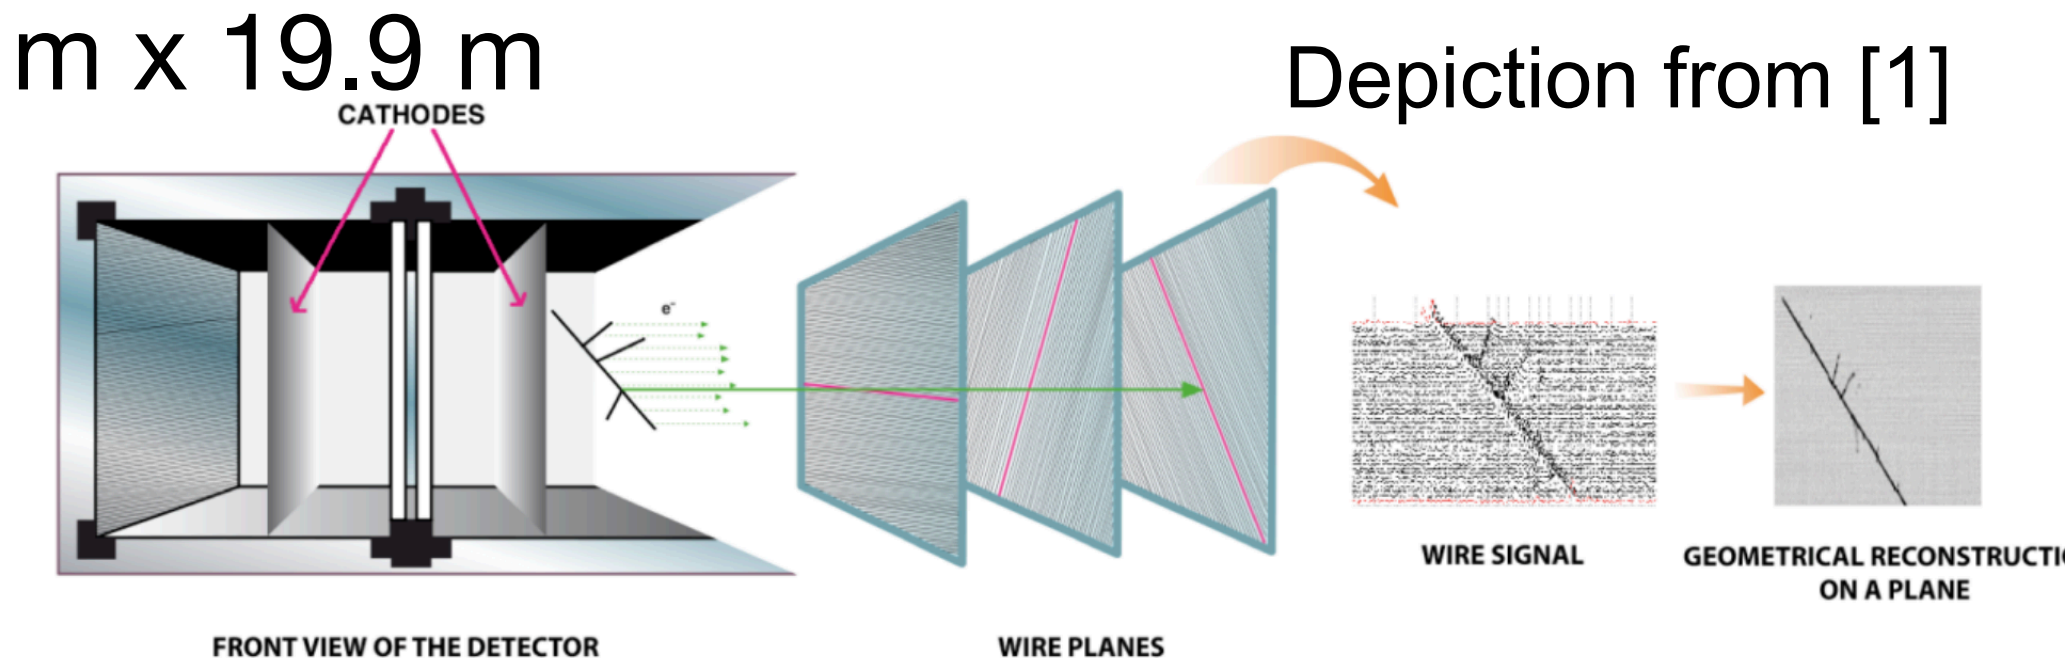 m x 19.9 m
Depiction from [1]
CATHODES
e⁻
WIRE SIGNAL
GEOMETRICAL RECONSTRUCTI
ON A PLANE
FRONT VIEW OF THE DETECTOR
WIRE PLANES